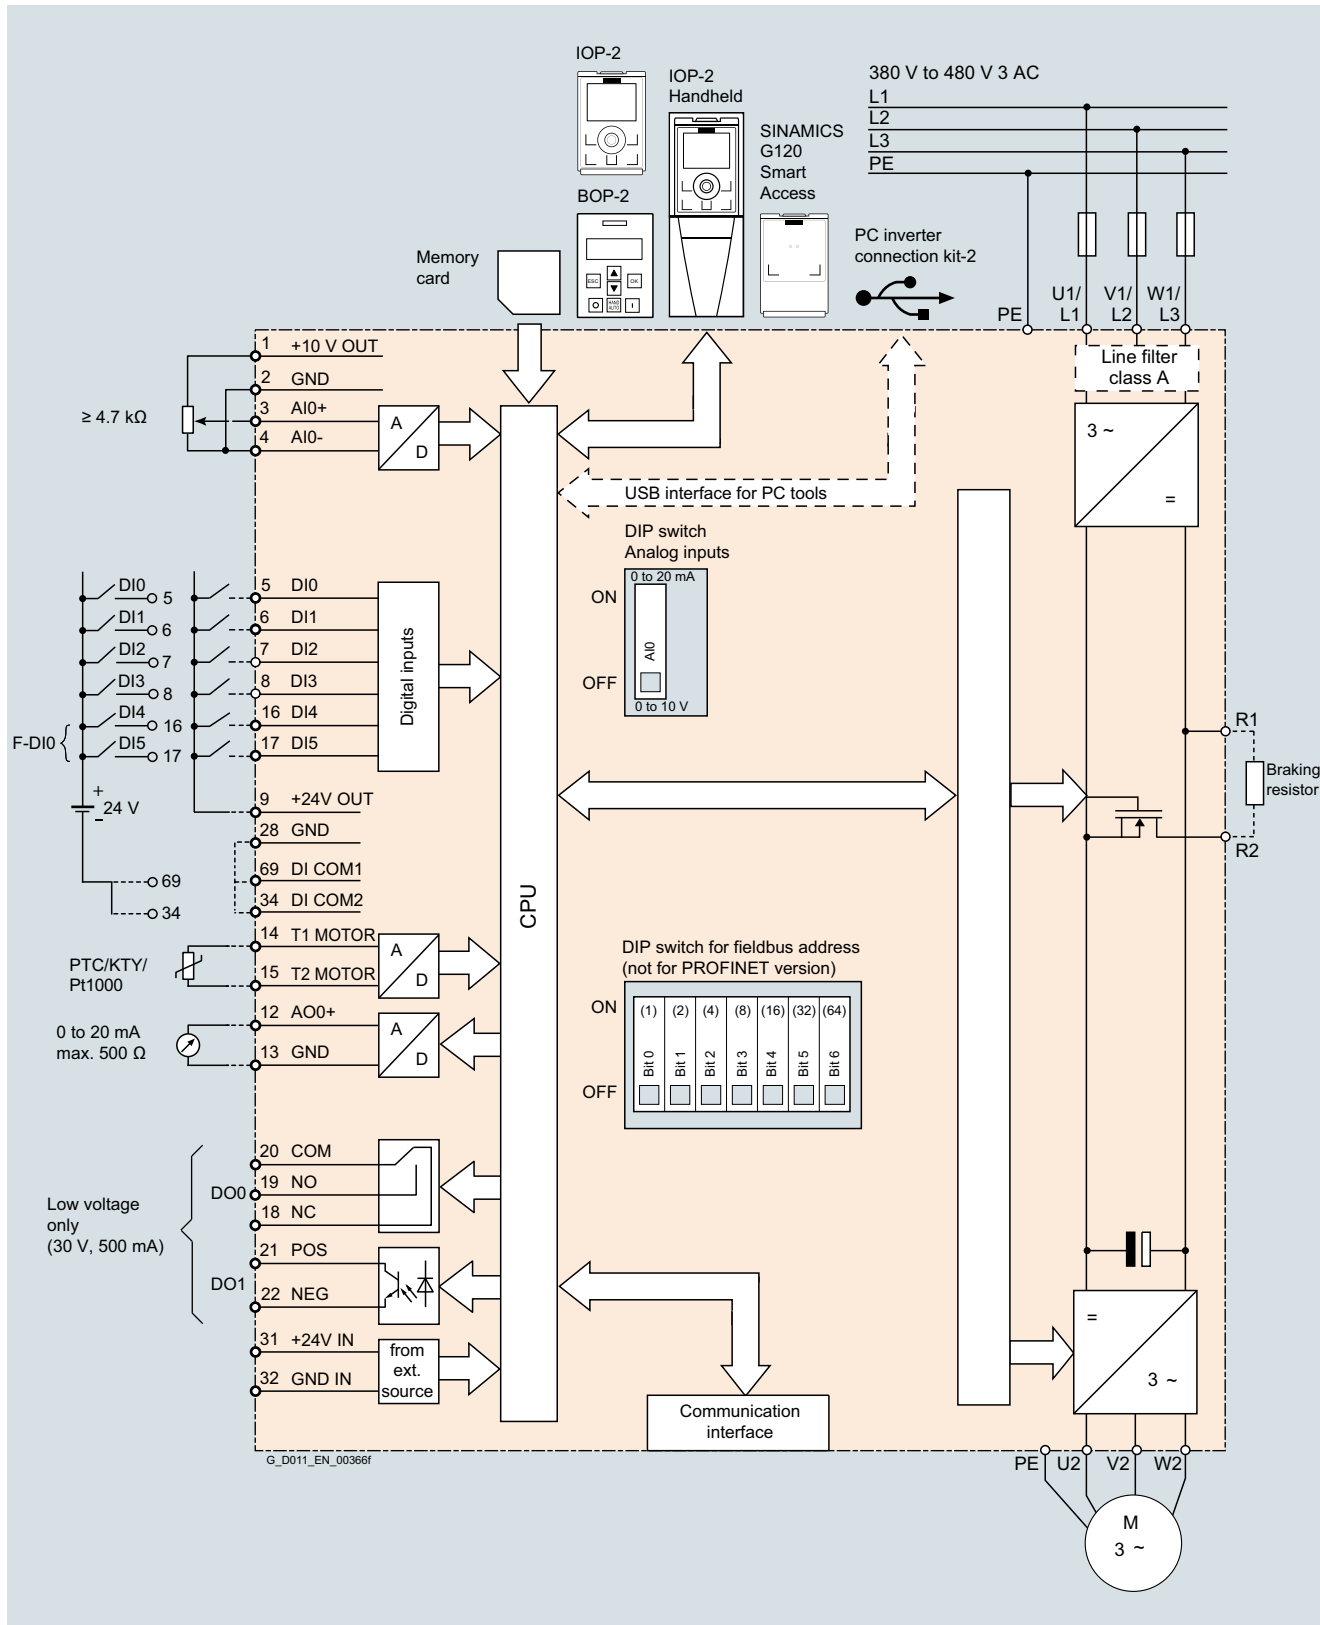 IOP-2
IOP-2
Handheld
SINAMICS
G120
Smart
Access
BOP-2
ESC
OK
HAND
AUTO
I
Memory
card
PC inverter
connection kit-2
380 V to 480 V 3 AC
L1
L2
L3
PE
PE
U1/
L1
V1/
L2
W1/
L3
Line filter
class A
3 ~
=
1 +10 V OUT
2 GND
3 AI0+
4 AI0-
≥ 4.7 kΩ
A
D
USB interface for PC tools
DIP switch
Analog inputs
0 to 20 mA
ON
AI0
OFF
0 to 10 V
DI0 5
DI1 6
DI2 7
DI3 8
DI4 16
DI5 17
F-DI0
+
–
24 V
69
34
5 DI0
6 DI1
7 DI2
8 DI3
16 DI4
17 DI5
Digital inputs
9 +24V OUT
28 GND
69 DI COM1
34 DI COM2
14 T1 MOTOR
15 T2 MOTOR
PTC/KTY/
Pt1000
A
D
12 AO0+
13 GND
0 to 20 mA
max. 500 Ω
A
D
CPU
R1
Braking
resistor
R2
DIP switch for fieldbus address
(not for PROFINET version)
ON
(1) (2) (4) (8) (16) (32) (64)
Bit 0 Bit 1 Bit 2 Bit 3 Bit 4 Bit 5 Bit 6
OFF
20 COM
19 NO
18 NC
DO0
Low voltage
only
(30 V, 500 mA)
21 POS
22 NEG
DO1
31 +24V IN
32 GND IN
from
ext.
source
Communication
interface
=
3 ~
G_D011_EN_00366f
PE U2 V2 W2
M
3 ~